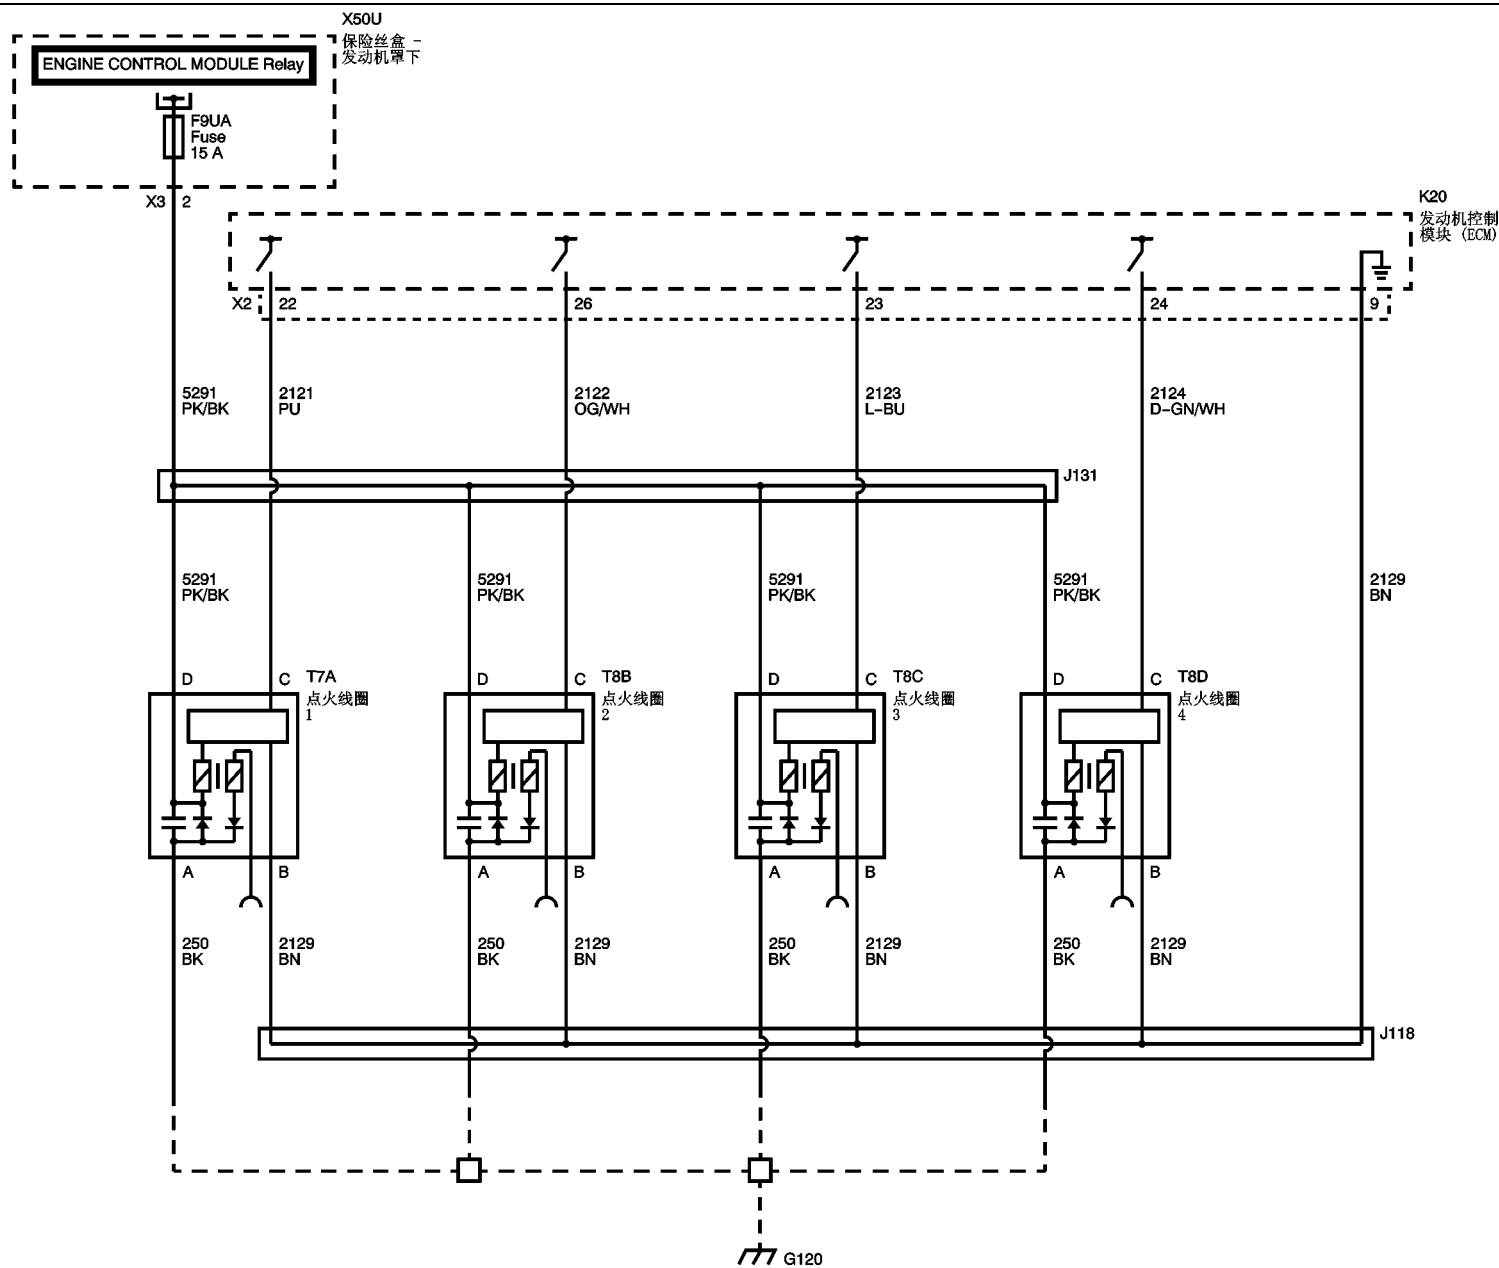 X50U
保险丝盒 -
发动机罩下
ENGINE CONTROL MODULE Relay
F9UA
Fuse
15 A
X3 2
K20
发动机控制
模块 (ECM)
X2 22 26 23 24 9
5291 2121 2122 2123 2124
PK/BK PU OG/WH L-BU D-GN/WH
J131
5291 5291 5291 5291 2129
PK/BK PK/BK PK/BK PK/BK BN
D C T7A D C T8B D C T8C D C T8D
点火线圈 点火线圈 点火线圈 点火线圈
1 2 3 4
A B A B A B A B
250 2129 250 2129 250 2129 250 2129
BK BN BK BN BK BN BK BN
J118
G120